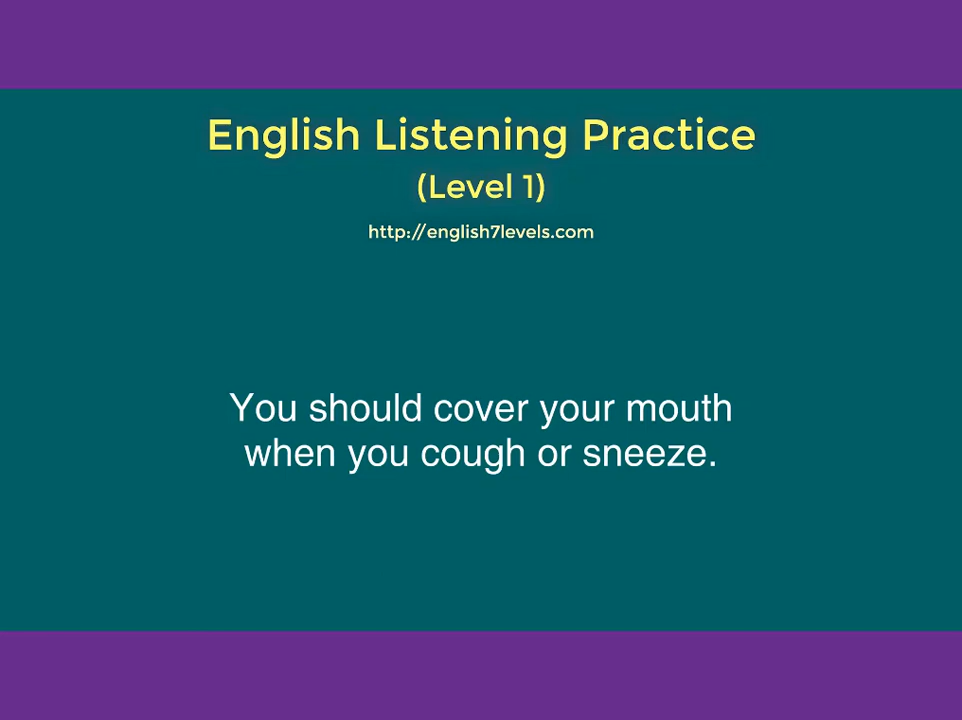 English Listening Practice
(Level 1)
http://english7levels.com
You should cover your mouth
when you cough or sneeze.